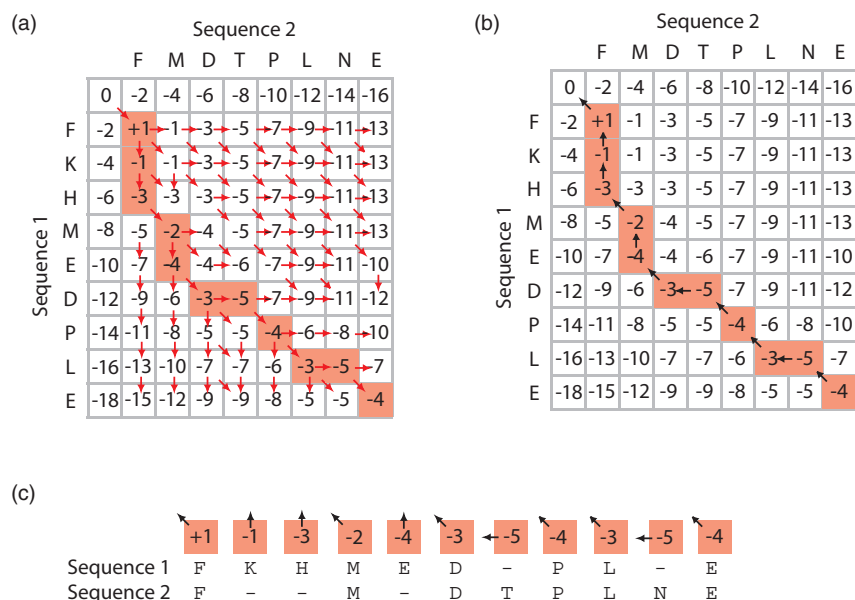 (a)
Sequence 2
F M D T P L N E
Sequence 1
0 -2 -4 -6 -8 -10 -12 -14 -16
F -2 +1 -1 -3 -5 -7 -9 -11 -13
K -4 -1 -1 -3 -5 -7 -9 -11 -13
H -6 -3 -3 -3 -5 -7 -9 -11 -13
M -8 -5 -2 -4 -5 -7 -9 -11 -13
E -10 -7 -4 -4 -6 -7 -9 -11 -10
D -12 -9 -6 -3 -5 -7 -9 -11 -12
P -14 -11 -8 -5 -5 -4 -6 -8 -10
L -16 -13 -10 -7 -7 -6 -3 -5 -7
E -18 -15 -12 -9 -9 -8 -5 -5 -4
(b)
Sequence 2
F M D T P L N E
Sequence 1
0 -2 -4 -6 -8 -10 -12 -14 -16
F -2 +1 -1 -3 -5 -7 -9 -11 -13
K -4 -1 -1 -3 -5 -7 -9 -11 -13
H -6 -3 -3 -3 -5 -7 -9 -11 -13
M -8 -5 -2 -4 -5 -7 -9 -11 -13
E -10 -7 -4 -4 -6 -7 -9 -11 -10
D -12 -9 -6 -3 -5 -7 -9 -11 -12
P -14 -11 -8 -5 -5 -4 -6 -8 -10
L -16 -13 -10 -7 -7 -6 -3 -5 -7
E -18 -15 -12 -9 -9 -8 -5 -5 -4
(c)
+1 -1 -3 -2 -4 -3 -5 -4 -3 -5 -4
Sequence 1 F K H M E D - P L - E
Sequence 2 F - - M - D T P L N E